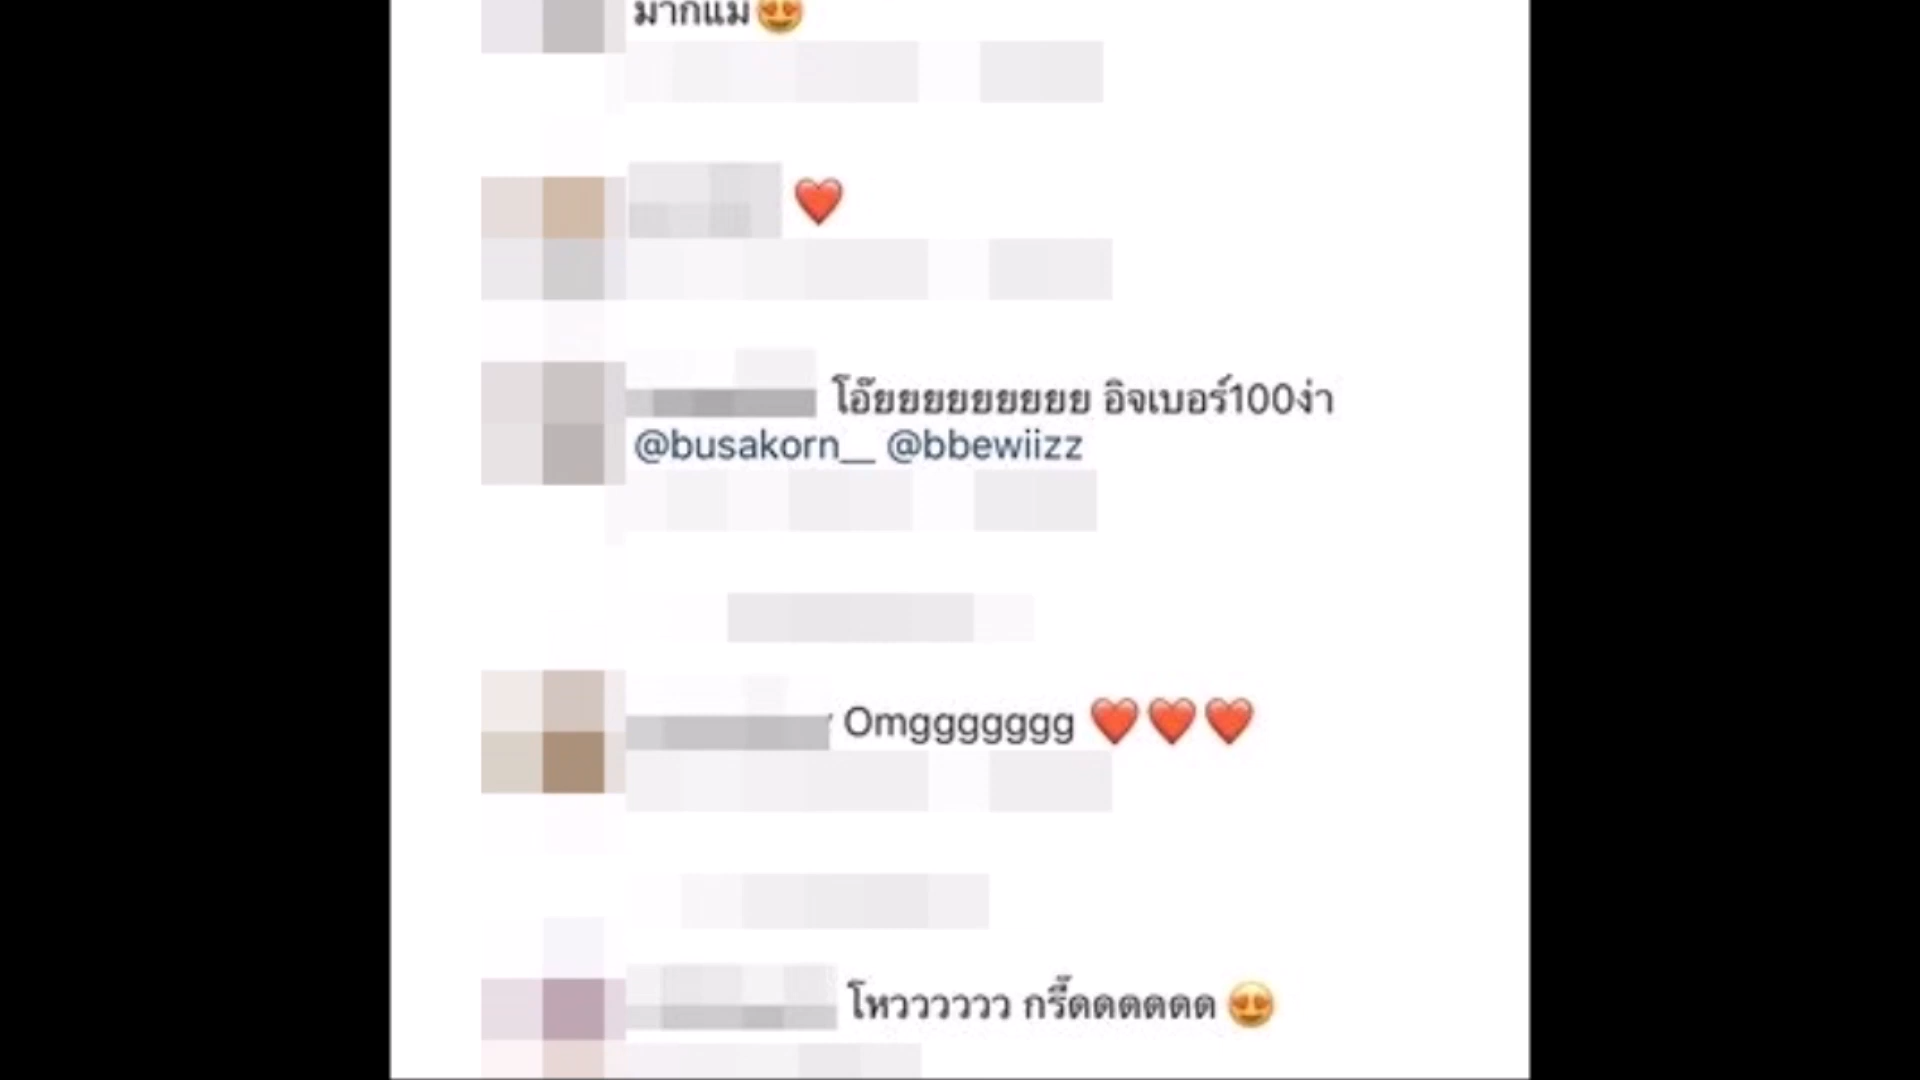 มากแม่😍
❤️
โอ๊ยยยยยยยยยย อิจเบอร์100ง่า
@busakorn__ @bbewiizz
Omggggggg ❤️❤️❤️
โหวววววว กรี๊ดดดดดด 😍